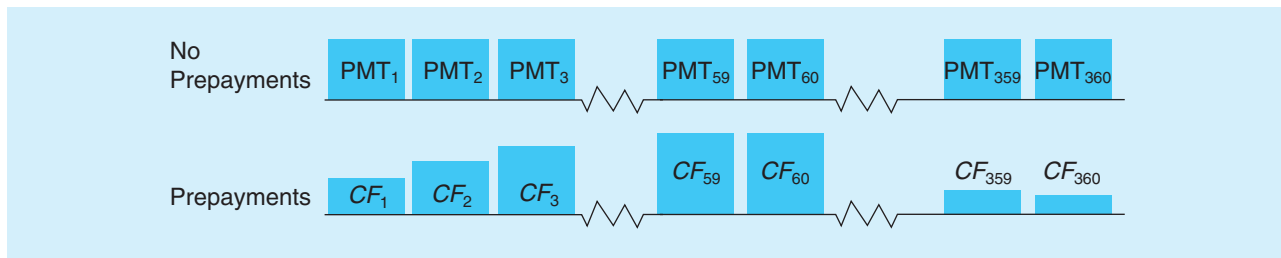 No
Prepayments
PMT₁ PMT₂ PMT₃ PMT₅₉ PMT₆₀ PMT₃₅₉ PMT₃₆₀
Prepayments
CF₁ CF₂ CF₃ CF₅₉ CF₆₀ CF₃₅₉ CF₃₆₀